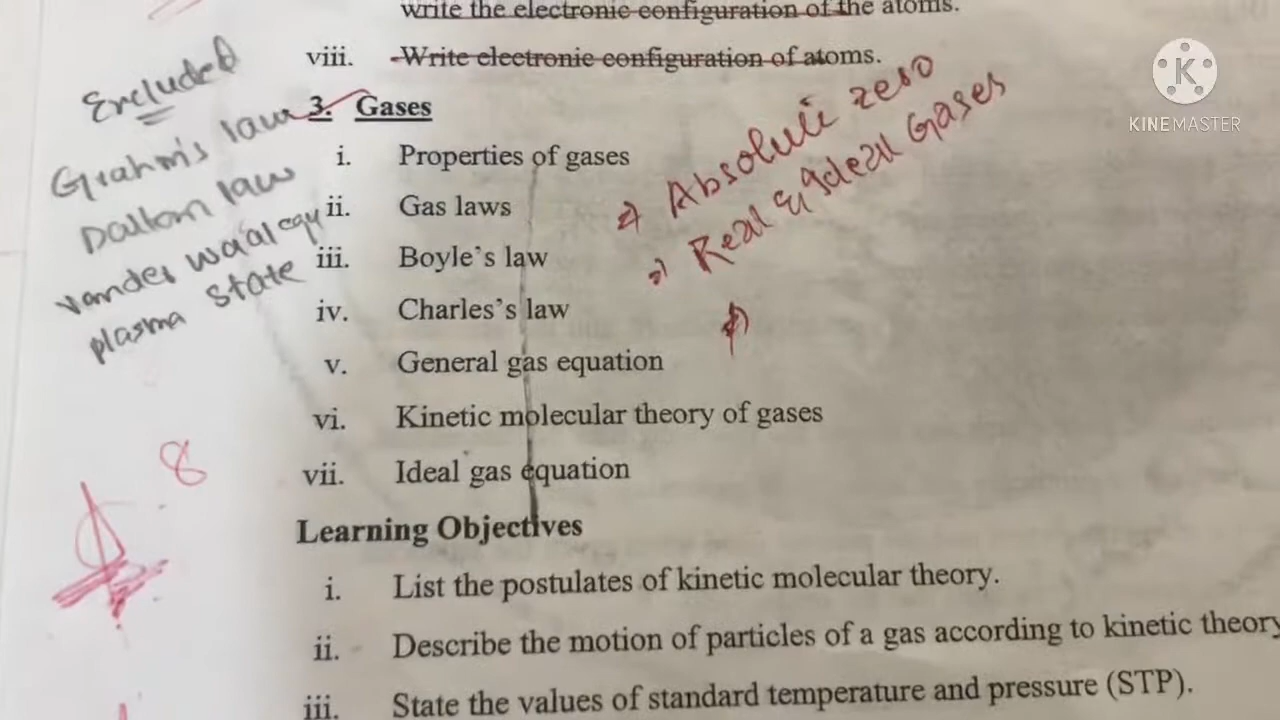 write the electronic configuration of the atoms.
viii. Write electronic configuration of atoms.
Excluded
Grahm's law
Dalton law
vander waal eqy
plasma state
3. Gases
i. Properties of gases
ii. Gas laws
iii. Boyle's law
iv. Charles's law
v. General gas equation
vi. Kinetic molecular theory of gases
vii. Ideal gas equation
⇒ Absolute zero
⇒ Real & Ideal Gases
8
Learning Objectives
i. List the postulates of kinetic molecular theory.
ii. Describe the motion of particles of a gas according to kinetic theory
iii. State the values of standard temperature and pressure (STP).
K
KINEMASTER